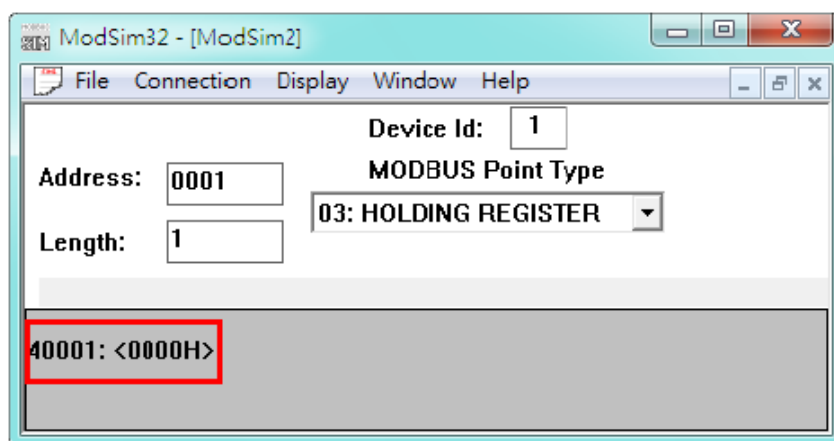 ModSim32 - [ModSim2]
File Connection Display Window Help
Device Id: 1
Address: 0001
MODBUS Point Type
03: HOLDING REGISTER
Length: 1
40001: <0000H>